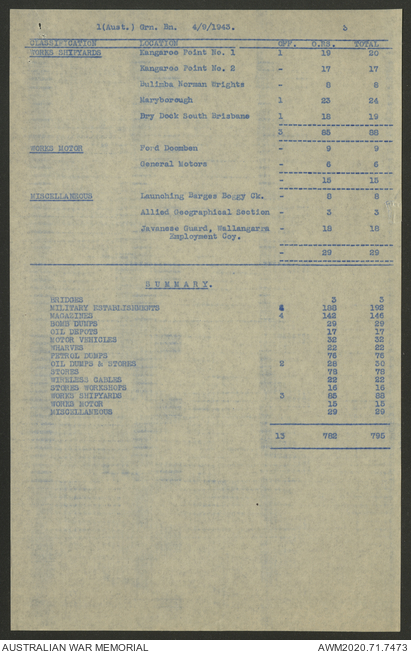 1(Aust.) Grn. Bn. 4/9/1943. 3
CLASSIFICATION LOCATION OFF. O.RS. TOTAL
WORKS SHIPYARDS Kangaroo Point No. 1 1 19 20
Kangaroo Point No. 2 - 17 17
Bulimba Norman Wrights - 8 8
Maryborough 1 23 24
Dry Dock South Brisbane 1 18 19
3 85 88
WORKS MOTOR Ford Doomben - 9 9
General Motors - 6 6
- 15 15
MISCELLANEOUS Launching Barges Boggy Ck. - 8 8
Allied Geographical Section - 3 3
Javanese Guard, Wallangarra - 18 18
Employment Coy.
- 29 29
SUMMARY.
BRIDGES 3 3
MILITARY ESTABLISHMENTS 188 192
MAGAZINES 4 142 146
BOMB DUMPS 29 29
OIL DEPOTS 17 17
MOTOR VEHICLES 32 32
WHARVES 22 22
PETROL DUMPS 76 76
OIL DUMPS & STORES 2 28 30
STORES 78 78
WIRELESS CABLES 22 22
STORES WORKSHOPS 16 16
WORKS SHIPYARDS 3 85 88
WORKS MOTOR 15 15
MISCELLANEOUS 29 29
13 782 795
AUSTRALIAN WAR MEMORIAL AWM2020.71.7473